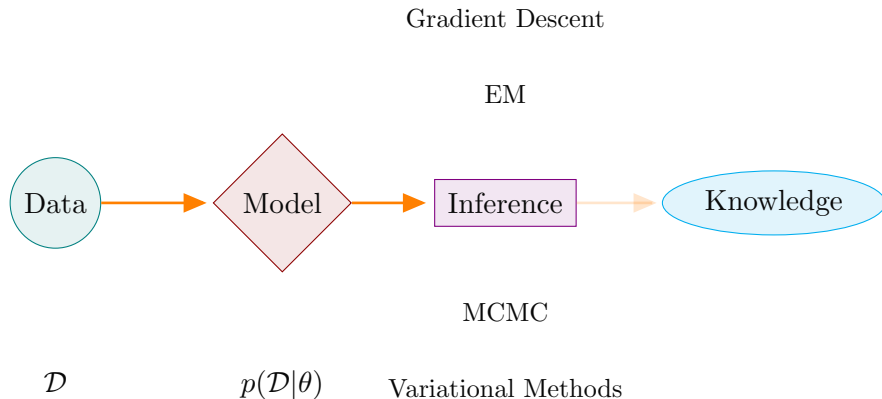 Gradient Descent
EM
Data
Model
Inference
Knowledge
MCMC
𝒟
p(𝒟|θ)
Variational Methods